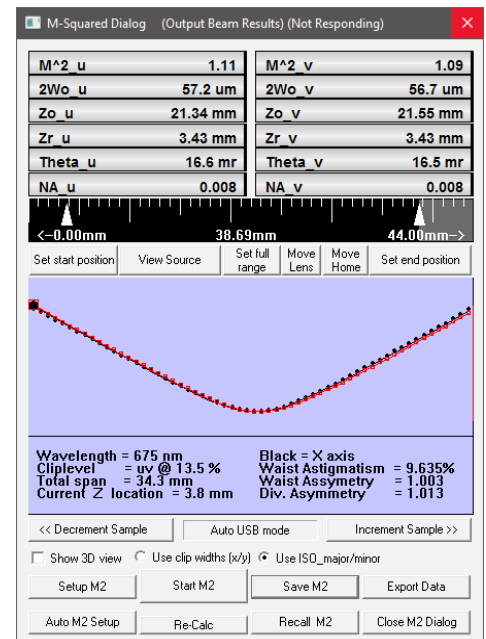 M-Squared Dialog (Output Beam Results) (Not Responding)
M^2_u 1.11 M^2_v 1.09
2Wo_u 57.2 um 2Wo_v 56.7 um
Zo_u 21.34 mm Zo_v 21.55 mm
Zr_u 3.43 mm Zr_v 3.43 mm
Theta_u 16.6 mr Theta_v 16.5 mr
NA_u 0.008 NA_v 0.008
<-0.00mm 38.69mm 44.00mm->
Set start position View Source Set full range Move Lens Move Home Set end position
Wavelength = 675 nm Black = X axis
Cliplevel = uv @ 13.5 % Waist Astigmatism = 9.635%
Total span = 34.3 mm Waist Assymetry = 1.003
Current Z location = 3.8 mm Div. Asymmetry = 1.013
<< Decrement Sample Auto USB mode Increment Sample >>
Show 3D view Use clip widths (x/y) Use ISO_major/minor
Setup M2 Start M2 Save M2 Export Data
Auto M2 Setup Re-Calc Recall M2 Close M2 Dialog